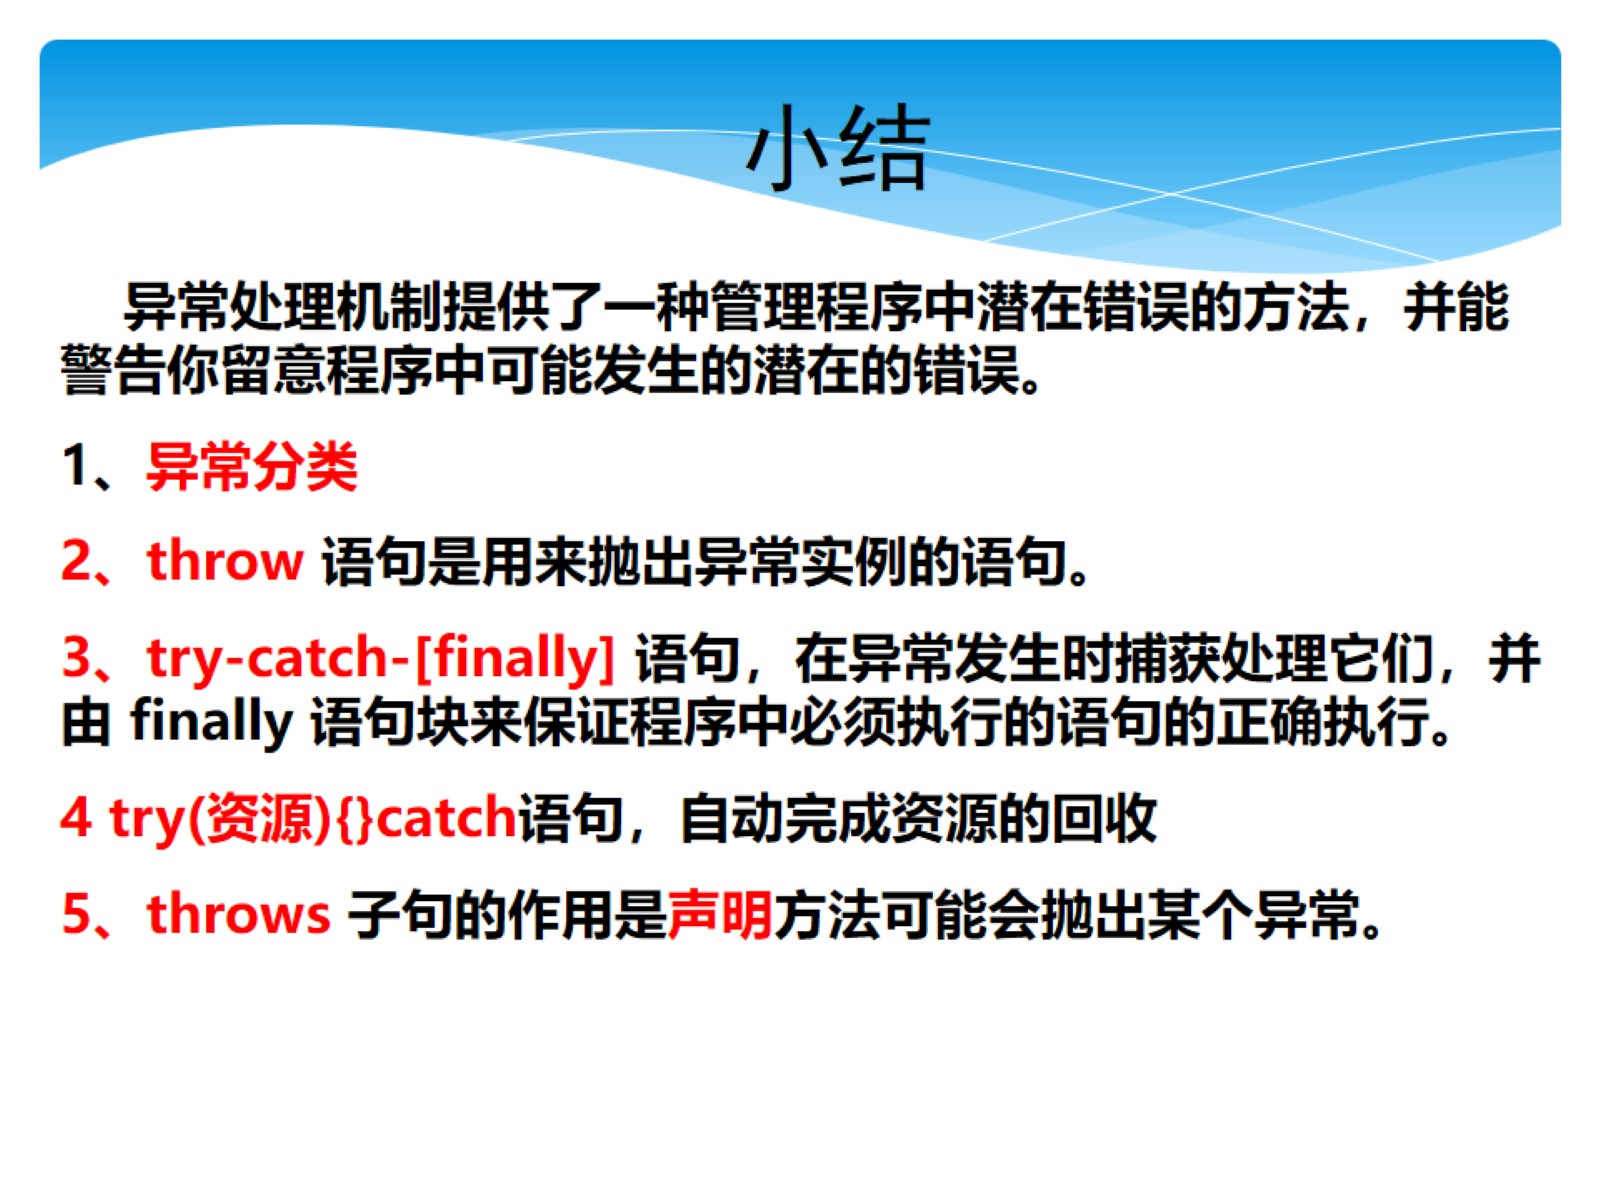 小结
异常处理机制提供了一种管理程序中潜在错误的方法，并能
警告你留意程序中可能发生的潜在的错误。
1、异常分类
2、throw 语句是用来抛出异常实例的语句。
3、try-catch-[finally] 语句，在异常发生时捕获处理它们，并
由 finally 语句块来保证程序中必须执行的语句的正确执行。
4 try(资源){}catch语句，自动完成资源的回收
5、throws 子句的作用是声明方法可能会抛出某个异常。